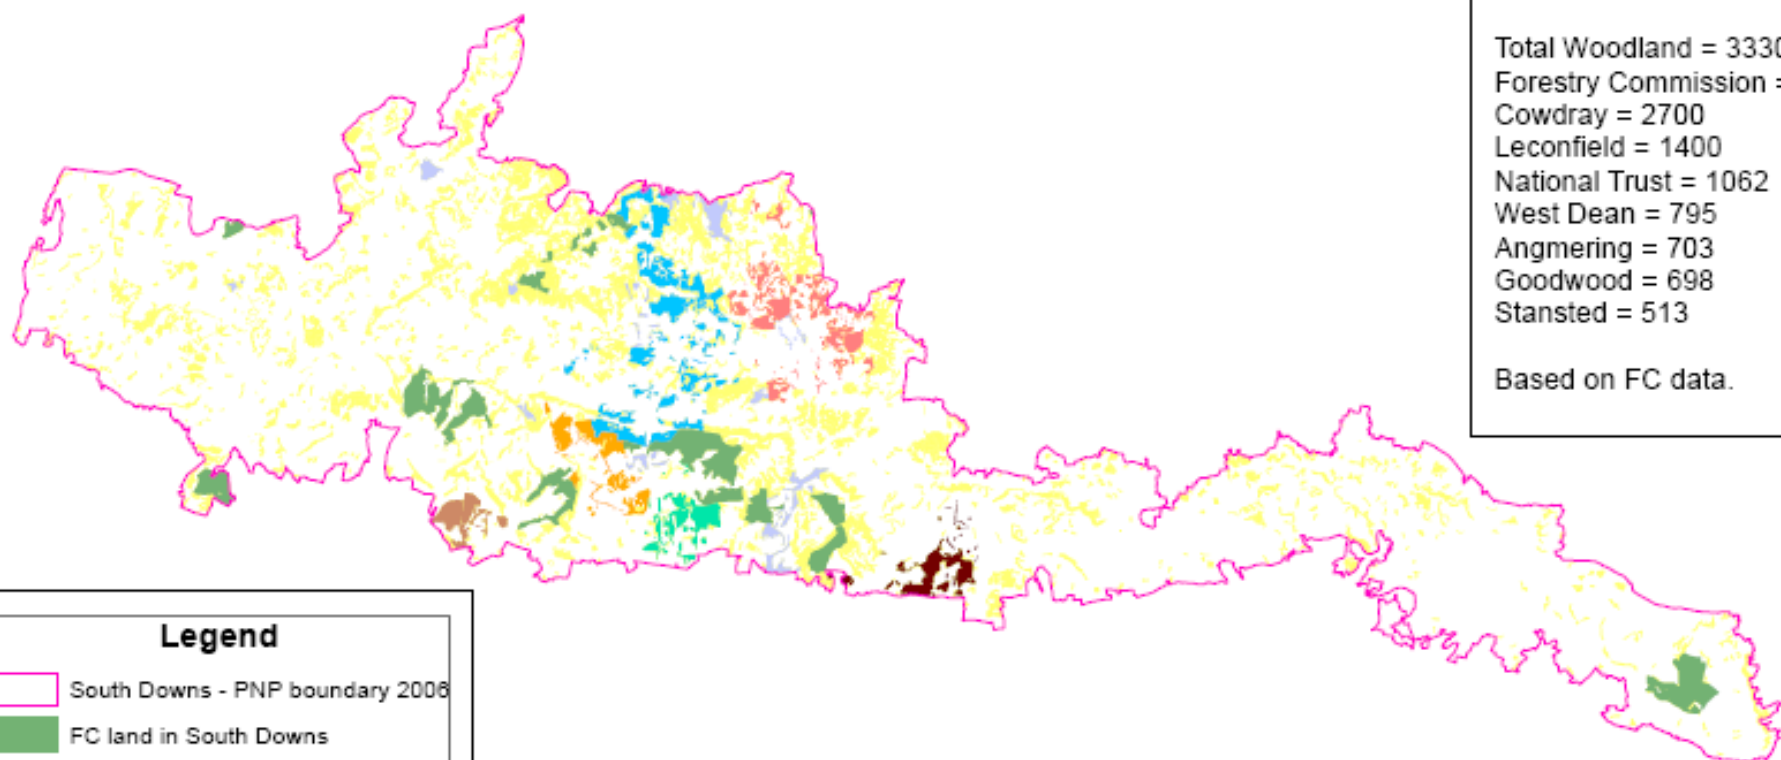 Total Woodland = 3330
Forestry Commission =
Cowdray = 2700
Leconfield = 1400
National Trust = 1062
West Dean = 795
Angmering = 703
Goodwood = 698
Stansted = 513
Based on FC data.
Legend
South Downs - PNP boundary 2006
FC land in South Downs